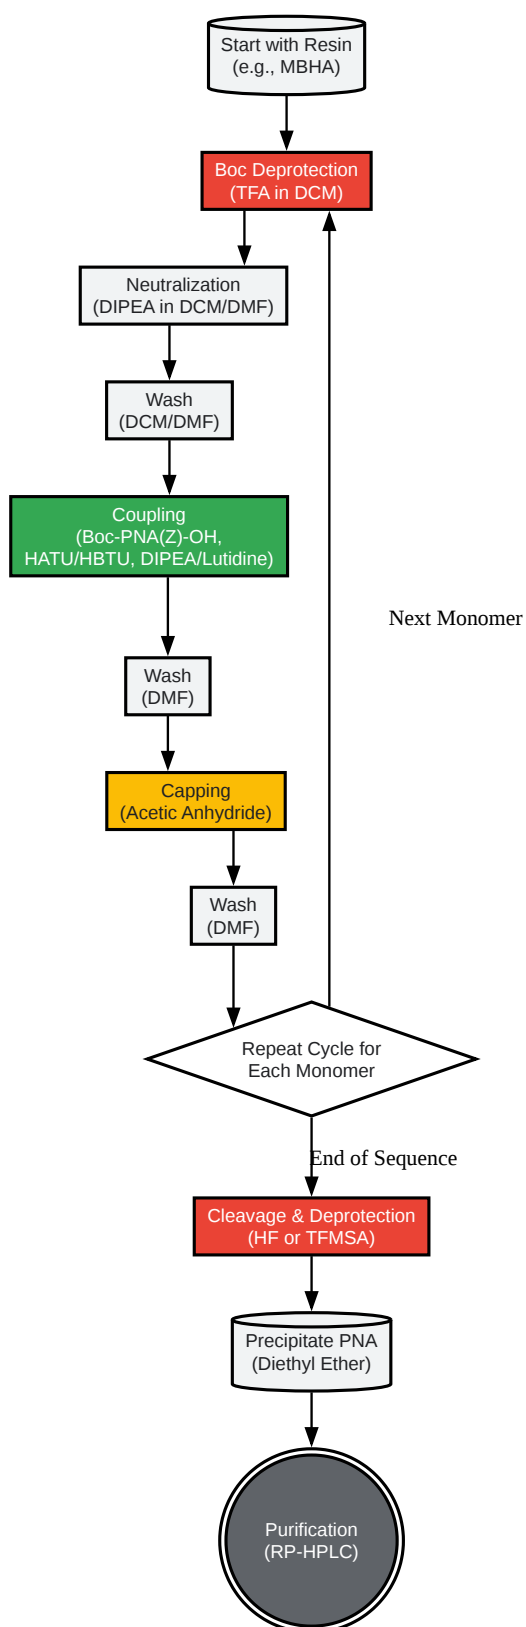 Start with Resin
(e.g., MBHA)
Boc Deprotection
(TFA in DCM)
Neutralization
(DIPEA in DCM/DMF)
Wash
(DCM/DMF)
Coupling
(Boc-PNA(Z)-OH,
HATU/HBTU, DIPEA/Lutidine)
Next Monomer
Wash
(DMF)
Capping
(Acetic Anhydride)
Wash
(DMF)
Repeat Cycle for
Each Monomer
End of Sequence
Cleavage & Deprotection
(HF or TFMSA)
Precipitate PNA
(Diethyl Ether)
Purification
(RP-HPLC)